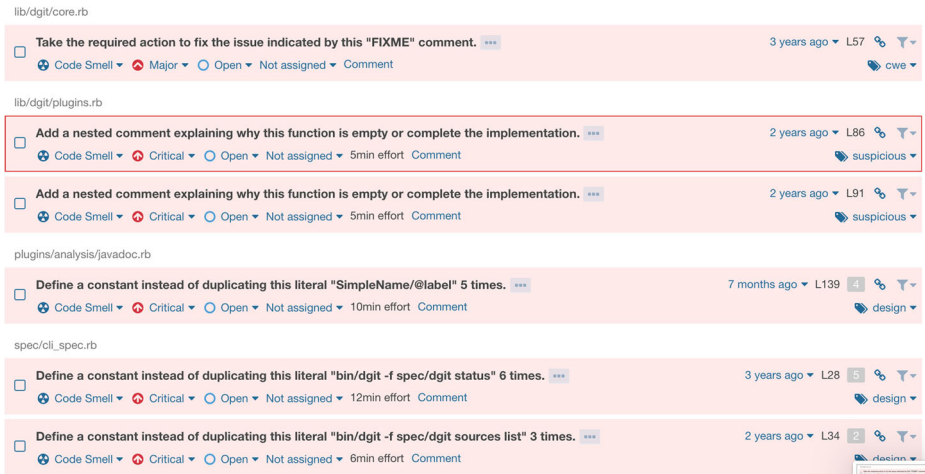 lib/dgit/core.rb
Take the required action to fix the issue indicated by this "FIXME" comment. 3 years ago L57
Code Smell Major Open Not assigned Comment cwe
lib/dgit/plugins.rb
Add a nested comment explaining why this function is empty or complete the implementation. 2 years ago L86
Code Smell Critical Open Not assigned 5min effort Comment suspicious
Add a nested comment explaining why this function is empty or complete the implementation. 2 years ago L91
Code Smell Critical Open Not assigned 5min effort Comment suspicious
plugins/analysis/javadoc.rb
Define a constant instead of duplicating this literal "SimpleName/@label" 5 times. 7 months ago L139 4
Code Smell Critical Open Not assigned 10min effort Comment design
spec/cli_spec.rb
Define a constant instead of duplicating this literal "bin/dgit -f spec/dgit status" 6 times. 3 years ago L28 5
Code Smell Critical Open Not assigned 12min effort Comment design
Define a constant instead of duplicating this literal "bin/dgit -f spec/dgit sources list" 3 times. 2 years ago L34 2
Code Smell Critical Open Not assigned 6min effort Comment design